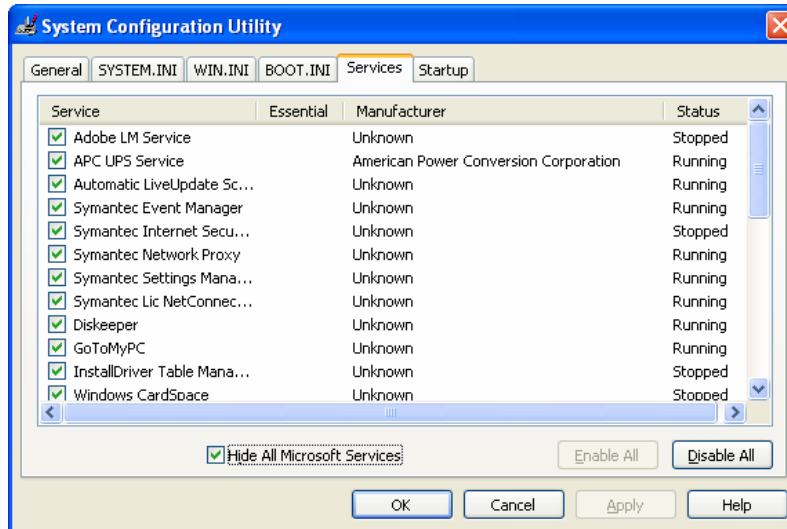 System Configuration Utility
General SYSTEM.INI WIN.INI BOOT.INI Services Startup
Service Essential Manufacturer Status
Adobe LM Service Unknown Stopped
APC UPS Service American Power Conversion Corporation Running
Automatic LiveUpdate Sc... Unknown Running
Symantec Event Manager Unknown Running
Symantec Internet Secu... Unknown Stopped
Symantec Network Proxy Unknown Running
Symantec Settings Mana... Unknown Running
Symantec Lic NetConnec... Unknown Running
Diskeeper Unknown Running
GoToMyPC Unknown Running
InstallDriver Table Mana... Unknown Stopped
Windows CardSpace Unknown Stopped
Hide All Microsoft Services Enable All Disable All
OK Cancel Apply Help